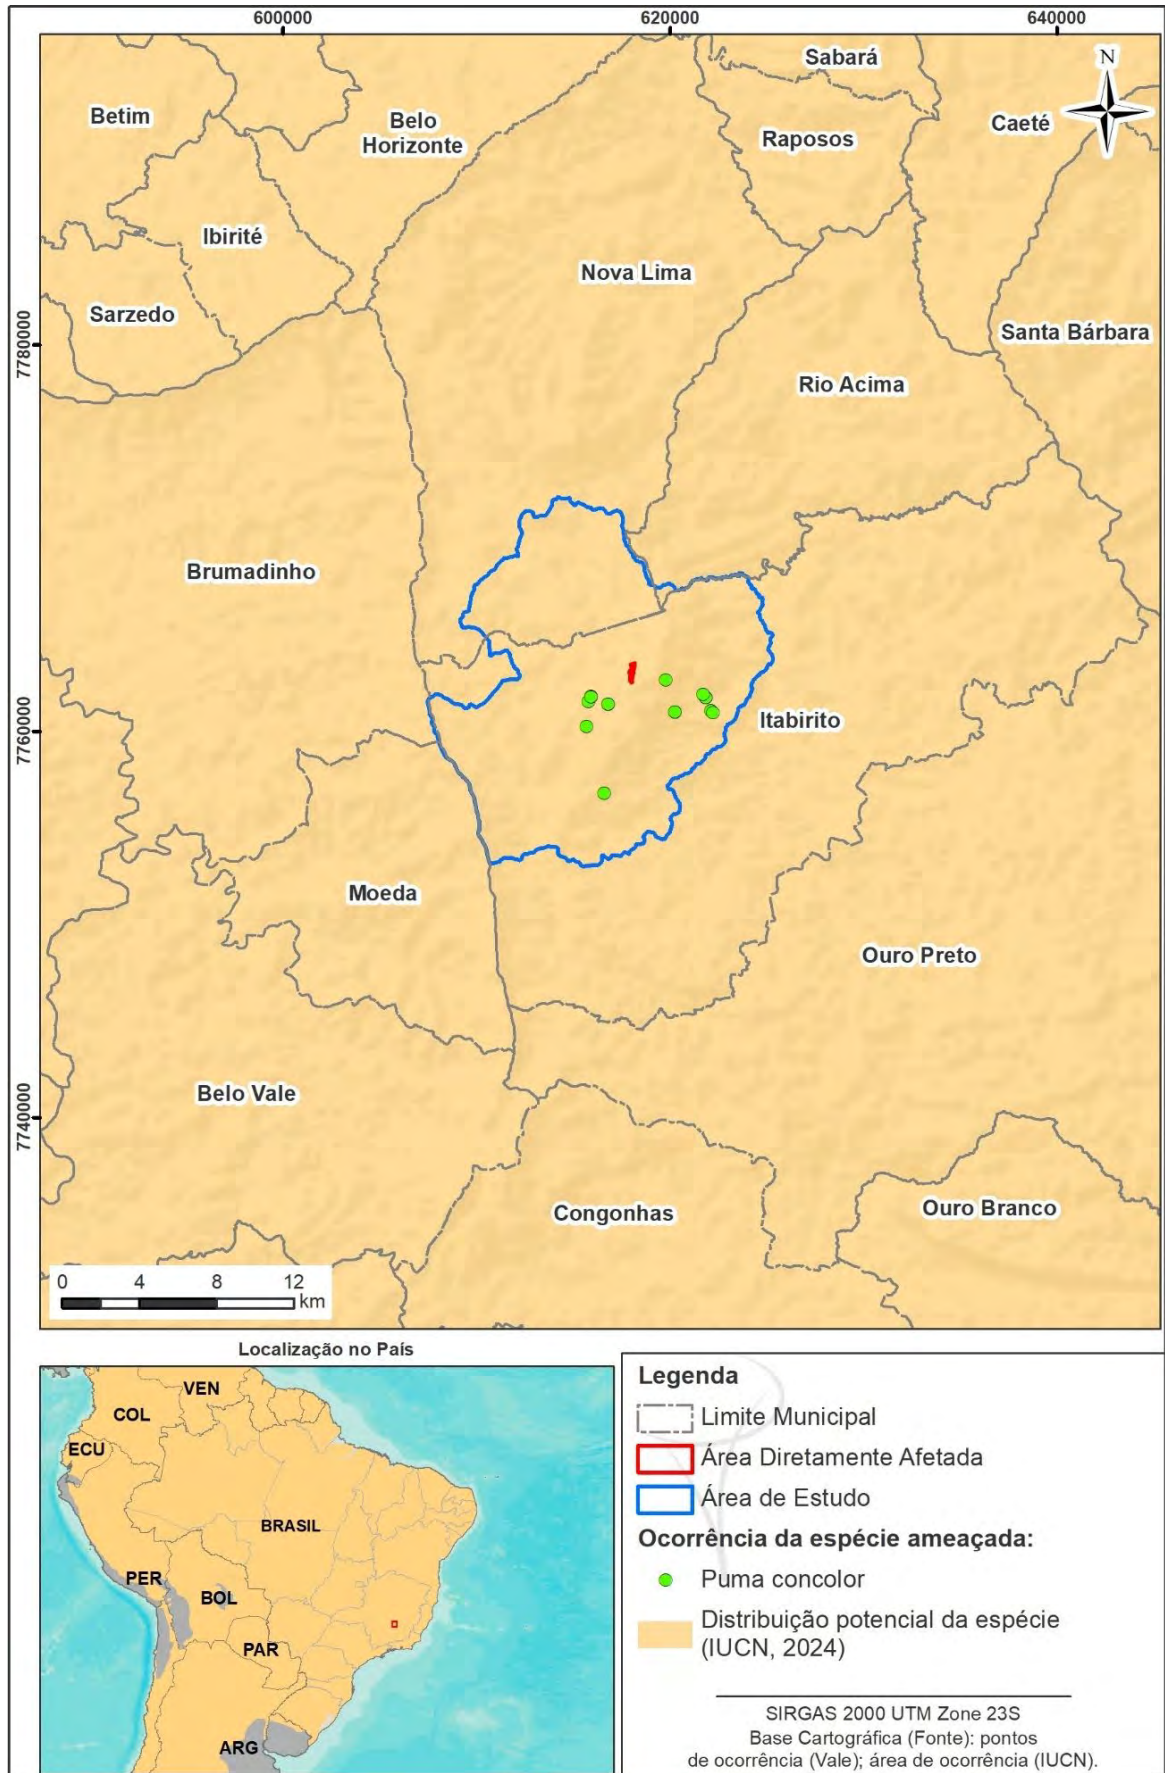 600000
620000
640000
Sabará
N
Betim
Belo
Horizonte
Raposos
Caeté
Ibirité
Nova Lima
Sarzedo
7780000
Santa Bárbara
Rio Acima
Brumadinho
7760000
Itabirito
Moeda
Ouro Preto
Belo Vale
7740000
Congonhas
Ouro Branco
0 4 8 12
km
Localização no País
VEN
COL
ECU
BRASIL
PER
BOL
PAR
ARG
Legenda
Limite Municipal
Área Diretamente Afetada
Área de Estudo
Ocorrência da espécie ameaçada:
Puma concolor
Distribuição potencial da espécie
(IUCN, 2024)
SIRGAS 2000 UTM Zone 23S
Base Cartográfica (Fonte): pontos
de ocorrência (Vale); área de ocorrência (IUCN).